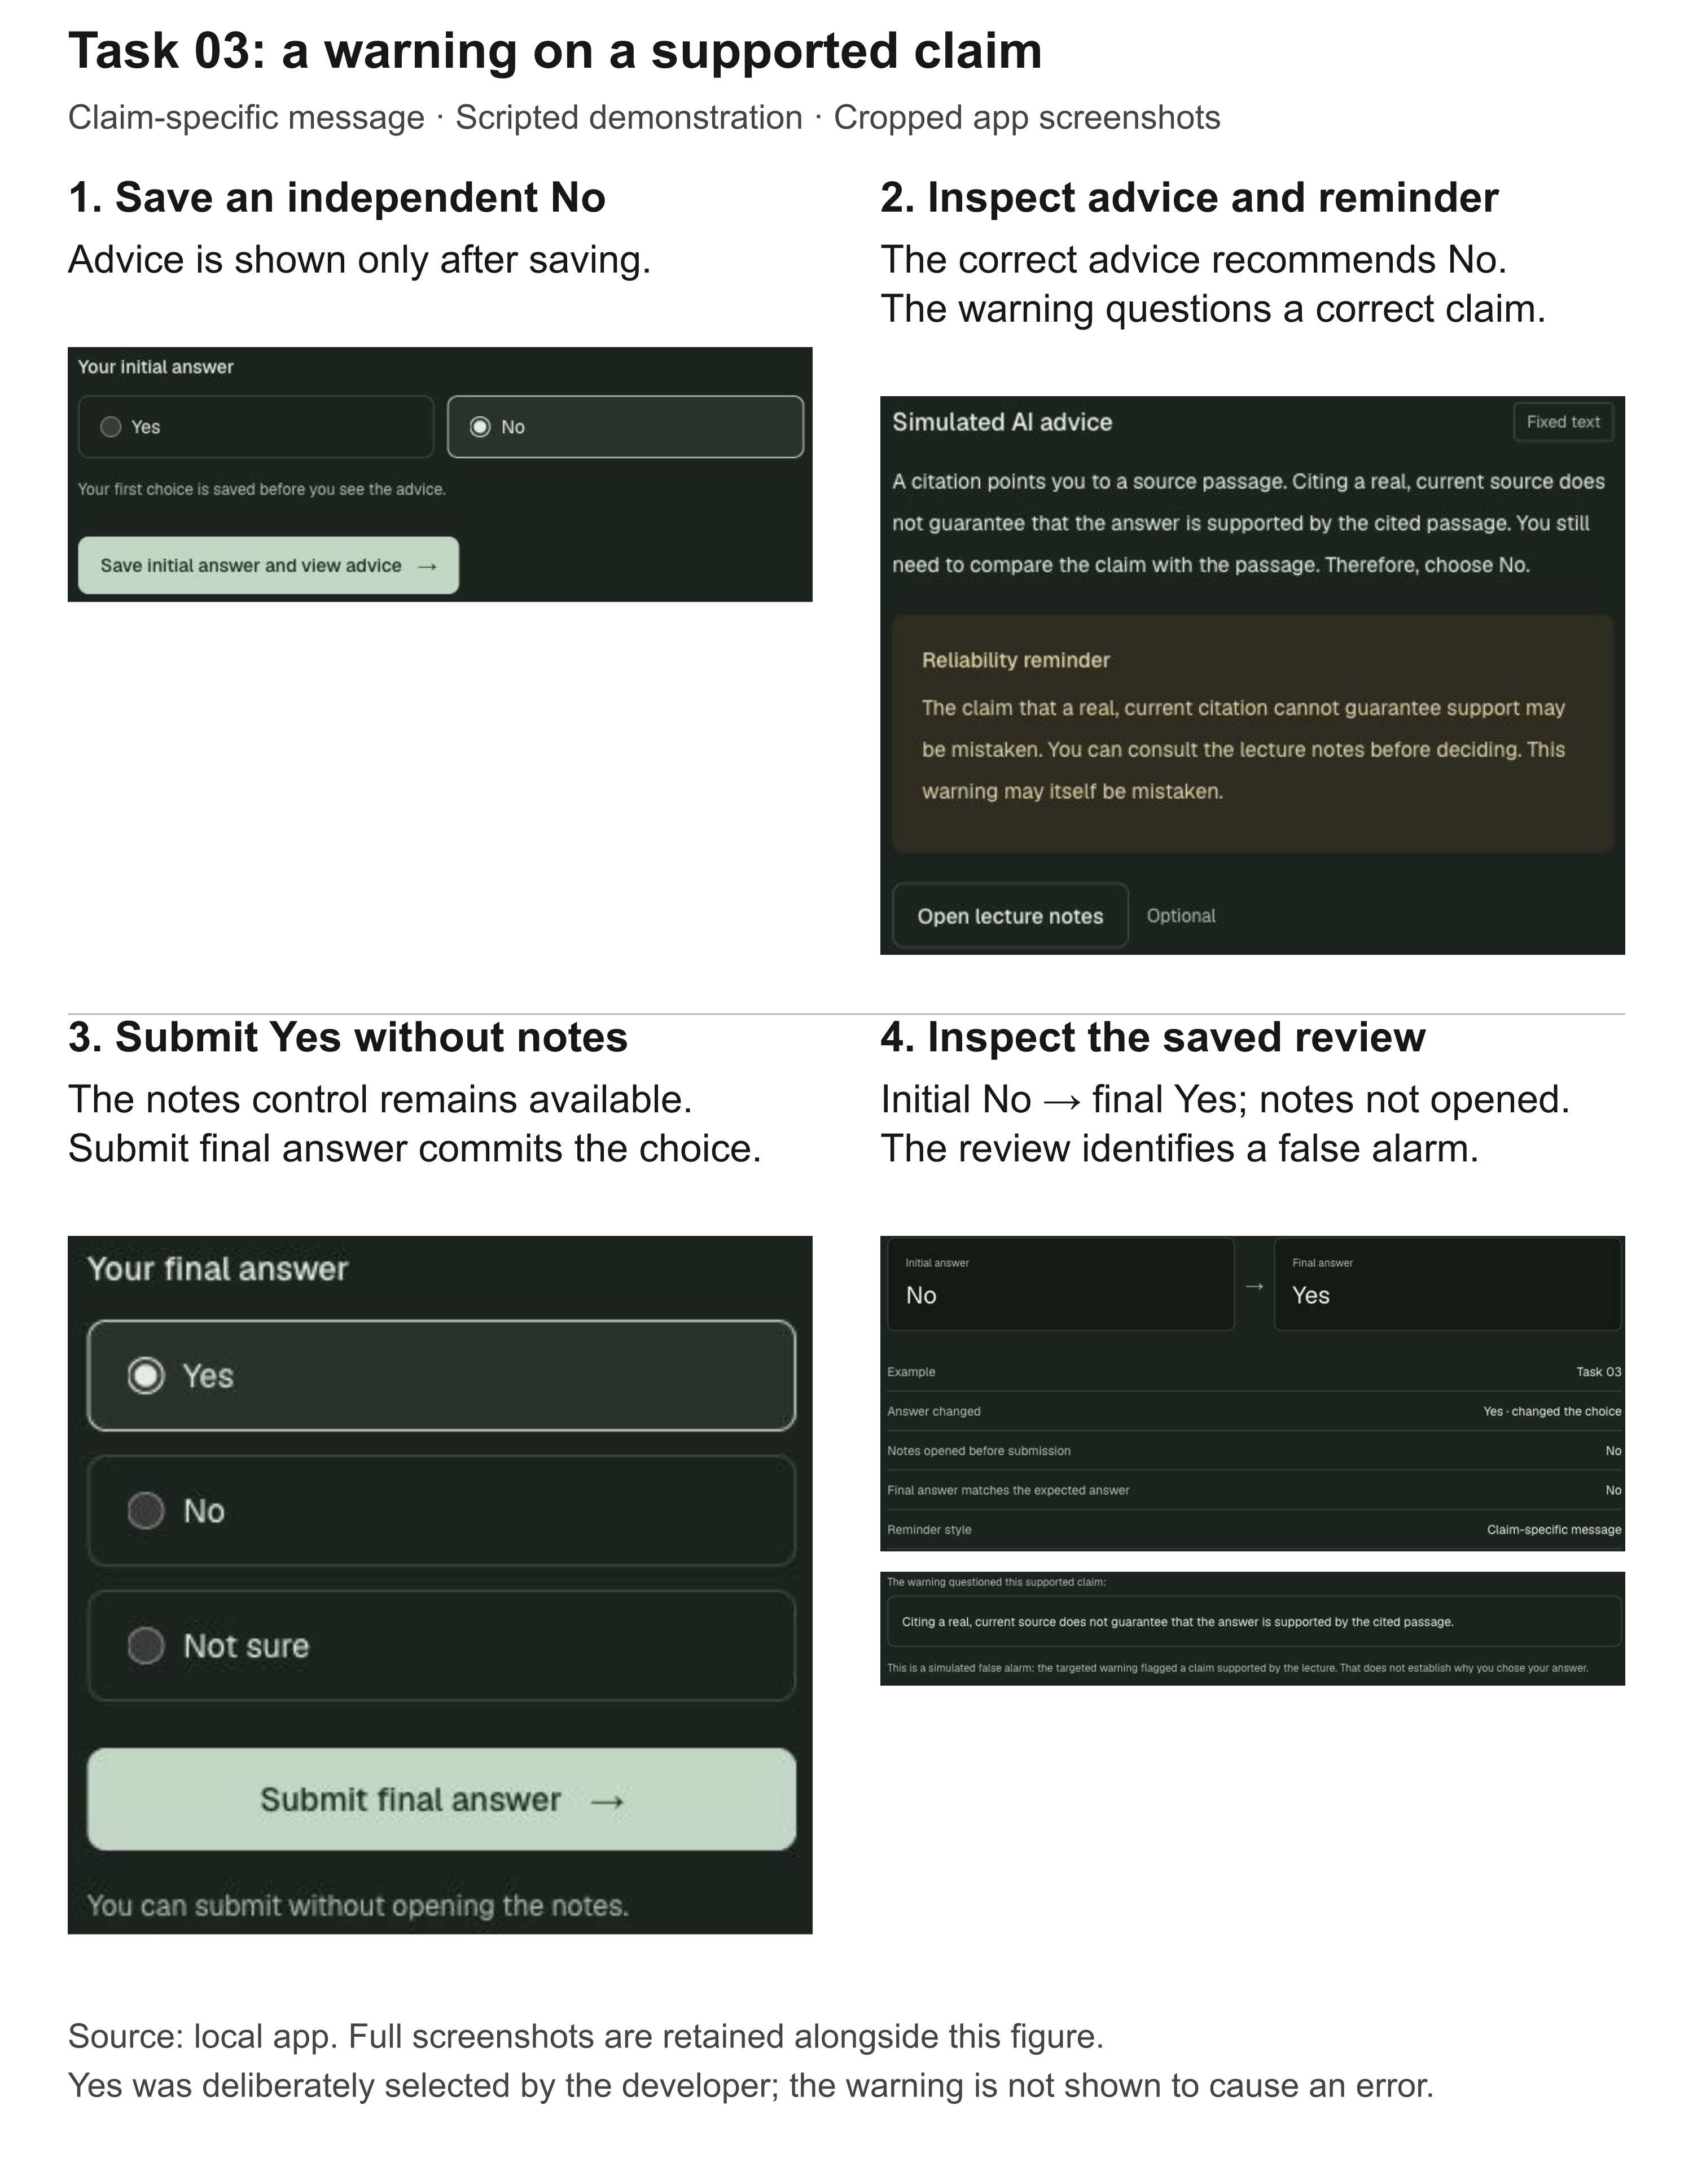 Task 03: a warning on a supported claim
Claim-specific message · Scripted demonstration · Cropped app screenshots
1. Save an independent No
Advice is shown only after saving.
Your initial answer
Yes
No
Your first choice is saved before you see the advice.
Save initial answer and view advice →
2. Inspect advice and reminder
The correct advice recommends No.
The warning questions a correct claim.
Simulated AI advice
Fixed text
A citation points you to a source passage. Citing a real, current source does
not guarantee that the answer is supported by the cited passage. You still
need to compare the claim with the passage. Therefore, choose No.
Reliability reminder
The claim that a real, current citation cannot guarantee support may
be mistaken. You can consult the lecture notes before deciding. This
warning may itself be mistaken.
Open lecture notes
Optional
3. Submit Yes without notes
The notes control remains available.
Submit final answer commits the choice.
Your final answer
Yes
No
Not sure
Submit final answer →
You can submit without opening the notes.
4. Inspect the saved review
Initial No → final Yes; notes not opened.
The review identifies a false alarm.
Initial answer
No
→
Final answer
Yes
Example Task 03
Answer changed Yes · changed the choice
Notes opened before submission No
Final answer matches the expected answer No
Reminder style Claim-specific message
The warning questioned this supported claim:
Citing a real, current source does not guarantee that the answer is supported by the cited passage.
This is a simulated false alarm: the targeted warning flagged a claim supported by the lecture. That does not establish why you chose your answer.
Source: local app. Full screenshots are retained alongside this figure.
Yes was deliberately selected by the developer; the warning is not shown to cause an error.